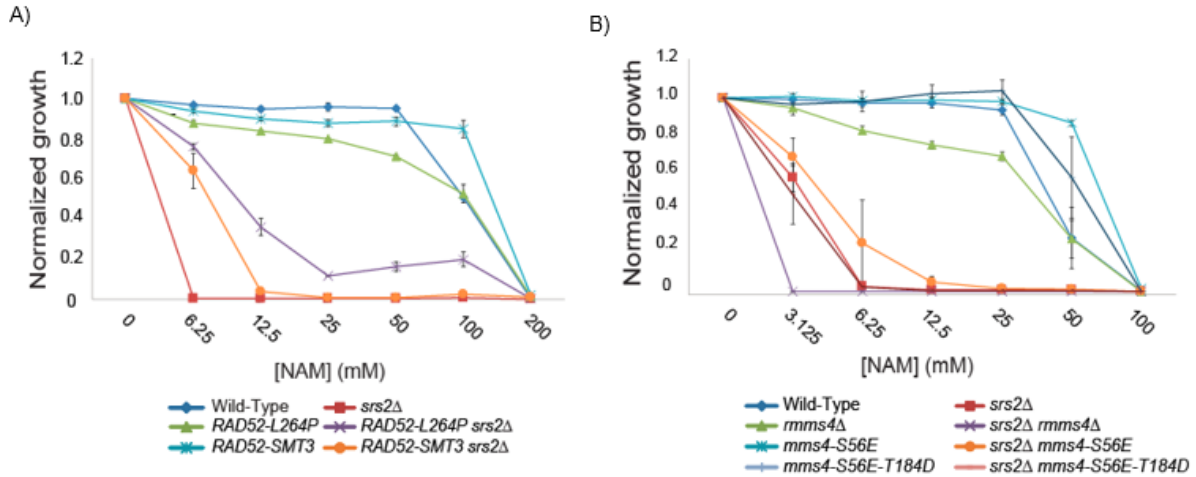 A)
Normalized growth
1.2
1.0
0.8
0.6
0.4
0.2
0
0 6.25 12.5 25 50 100 200
[NAM] (mM)
Wild-Type srs2Δ
RAD52-L264P RAD52-L264P srs2Δ
RAD52-SMT3 RAD52-SMT3 srs2Δ
B)
Normalized growth
1.2
1.0
0.8
0.6
0.4
0.2
0
0 3.125 6.25 12.5 25 50 100
[NAM] (mM)
Wild-Type srs2Δ
rmms4Δ srs2Δ rmms4Δ
mms4-S56E srs2Δ mms4-S56E
mms4-S56E-T184D srs2Δ mms4-S56E-T184D